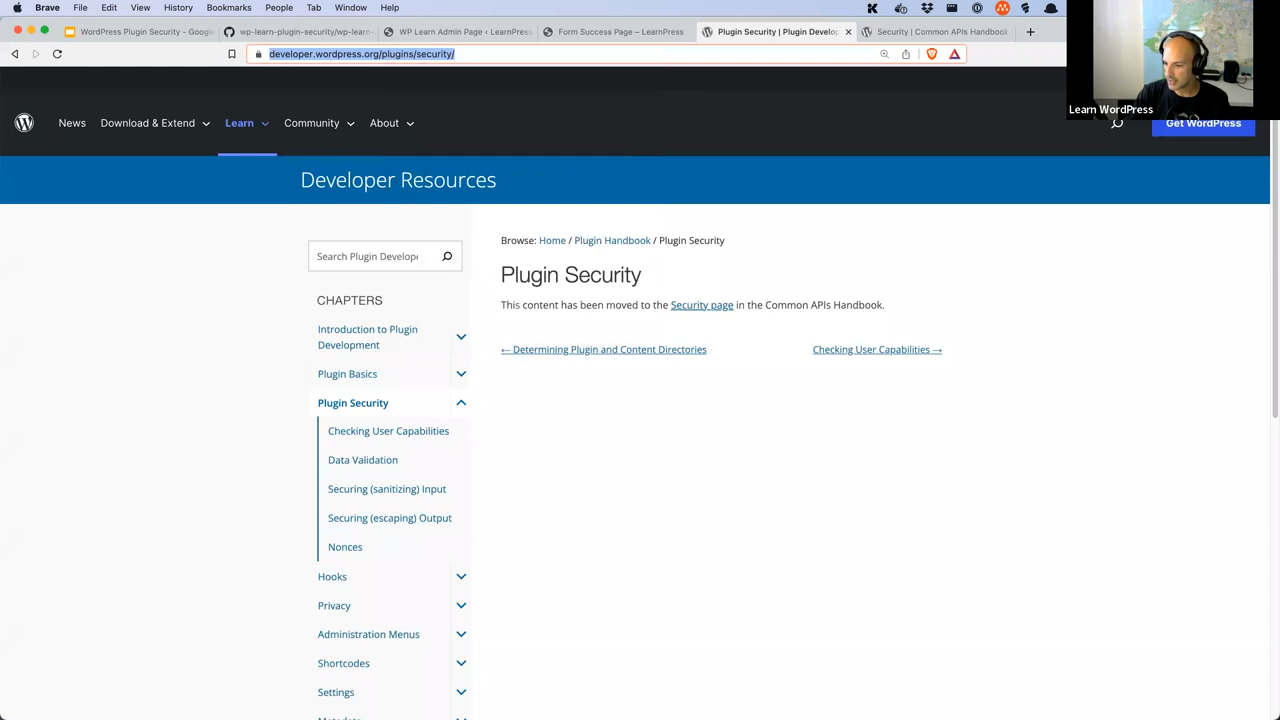 Brave File Edit View History Bookmarks People Tab Window Help
WordPress Plugin Security - Googl
wp-learn-plugin-security/wp-learn-
WP Learn Admin Page ‹ LearnPress
Form Success Page – LearnPress
Plugin Security | Plugin Develo
Security | Common APIs Handbook
developer.wordpress.org/plugins/security/
Learn WordPress
News Download & Extend Learn Community About
Get WordPress
Developer Resources
Search Plugin Develope
Browse: Home / Plugin Handbook / Plugin Security
Plugin Security
This content has been moved to the Security page in the Common APIs Handbook.
← Determining Plugin and Content Directories
Checking User Capabilities →
CHAPTERS
Introduction to Plugin
Development
Plugin Basics
Plugin Security
Checking User Capabilities
Data Validation
Securing (sanitizing) Input
Securing (escaping) Output
Nonces
Hooks
Privacy
Administration Menus
Shortcodes
Settings
Metadata